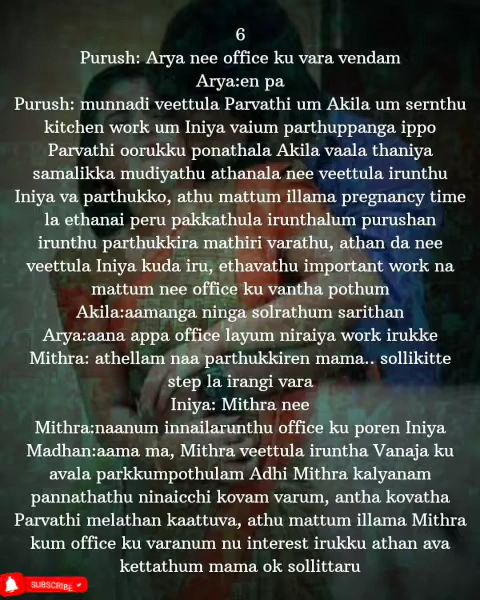 6
Purush: Arya nee office ku vara vendam
Arya:en pa
Purush: munnadi veettula Parvathi um Akila um sernthu
kitchen work um Iniya vaium parthuppanga ippo
Parvathi oorukku ponathala Akila vaala thaniya
samalikka mudiyathu athanala nee veettula irunthu
Iniya va parthukko, athu mattum illama pregnancy time
la ethanai peru pakkathula irunthalum purushan
irunthu parthukkira mathiri varathu, athan da nee
veettula Iniya kuda iru, ethavathu important work na
mattum nee office ku vantha pothum
Akila:aamanga ninga solrathum sarithan
Arya:aana appa office layum niraiya work irukke
Mithra: athellam naa parthukkiren mama.. sollikitte
step la irangi vara
Iniya: Mithra nee
Mithra:naanum innailarunthu office ku poren Iniya
Madhan:aama ma, Mithra veettula iruntha Vanaja ku
avala parkkumpothulam Adhi Mithra kalyanam
pannathathu ninaicchi kovam varum, antha kovatha
Parvathi melathan kaattuva, athu mattum illama Mithra
kum office ku varanum nu interest irukku athan ava
kettathum mama ok sollittaru
SUBSCRIBE